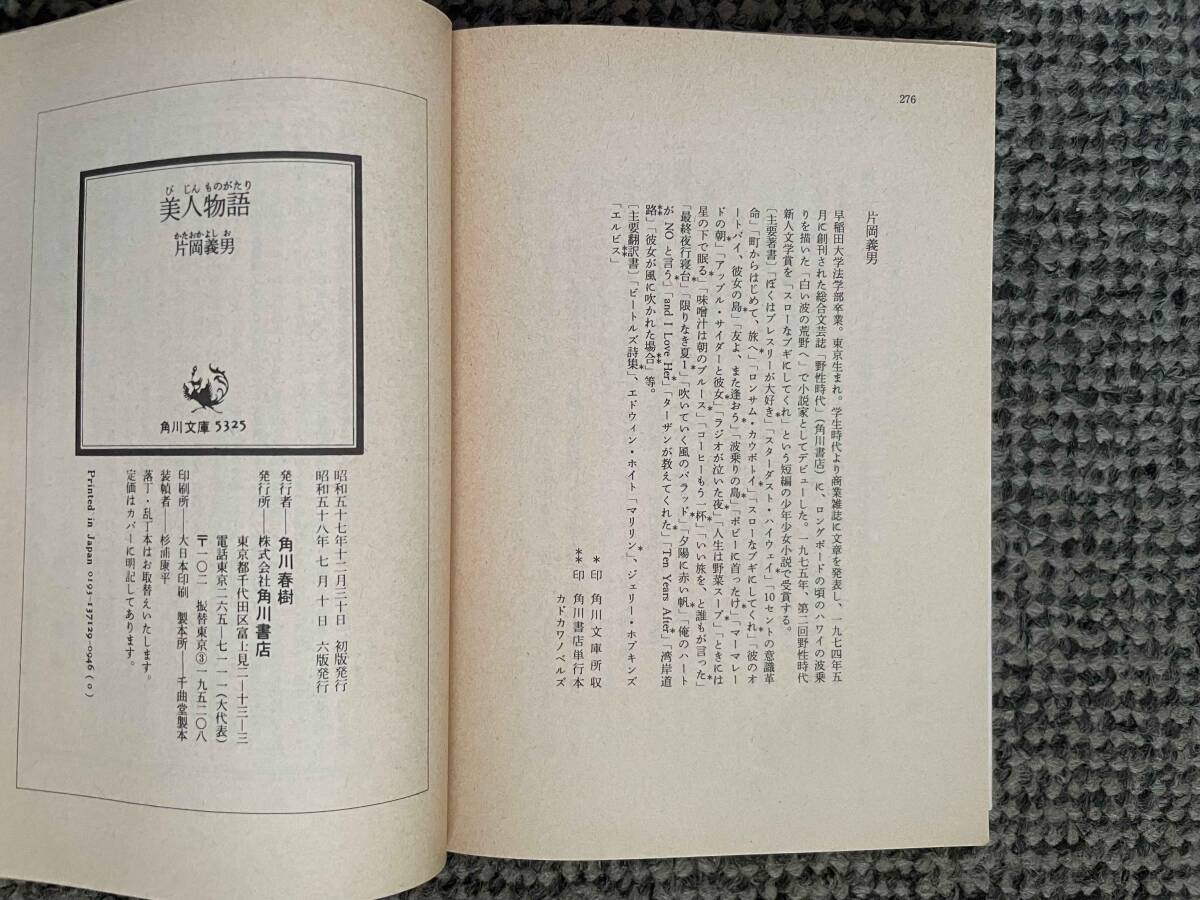 276
片岡義男
早稲田大学法学部卒業。東京生まれ。学生時代より商業雑誌に文章を発表し、一九七四年五
月に創刊された総合文芸誌「野性時代」（角川書店）に、ロングボードの頃のハワイの波乗
りを描いた「白い波の荒野へ」で小説家としてデビューした。一九七五年、第二回野性時代
新人文学賞を「スローなブギにしてくれ」という短編の少年少女小説で受賞する。
［主要著書］「ぼくはプレスリーが大好き」「スターダスト・ハイウェイ」「10セントの意識革
命」「町からはじめて、旅へ」「ロンサム・カウボーイ」「スローなブギにしてくれ」「彼のオ
ートバイ、彼女の島」「友よ、また逢おう」「波乗りの島」「ボビーに首ったけ」「マーマレー
ドの朝」「アップル・サイダーと彼女」「ラジオが泣いた夜」「人生は野菜スープ」「ときには
星の下で眠る」「味噌汁は朝のブルース」「コーヒーもう一杯」「いい旅を、と誰もが言った」
「最終夜行寝台」「限りなき夏1」「吹いていく風のバラッド」「夕陽に赤い帆」「俺のハート
が NO と言う」「and I Love Her」「ターザンが教えてくれた」「Ten Years After」「湾岸道
路」「彼女が風に吹かれた場合」等。
［主要翻訳書］「ビートルズ詩集」、エドウィン・ホイト「マリリン」、ジェリー・ホプキンズ
「エルビス」
＊印 角川文庫所収
＊＊印 角川書店単行本
カドカワノベルズ
びじんものがたり
美人物語
かたおかよしお
片岡義男
角川文庫 5325
昭和五十七年十二月三十日 初版発行
昭和五十八年 七 月 十 日 六版発行
発行者──角川春樹
発行所──株式会社角川書店
東京都千代田区富士見二―十三―三
電話東京二六五―七一一一（大代表）
〒一〇二 振替東京③一九五二〇八
印刷所──大日本印刷 製本所──千曲堂製本
装幀者──杉浦康平
落丁・乱丁本はお取替えいたします。
定価はカバーに明記してあります。
Printed in Japan 0193-137129-0946(0)